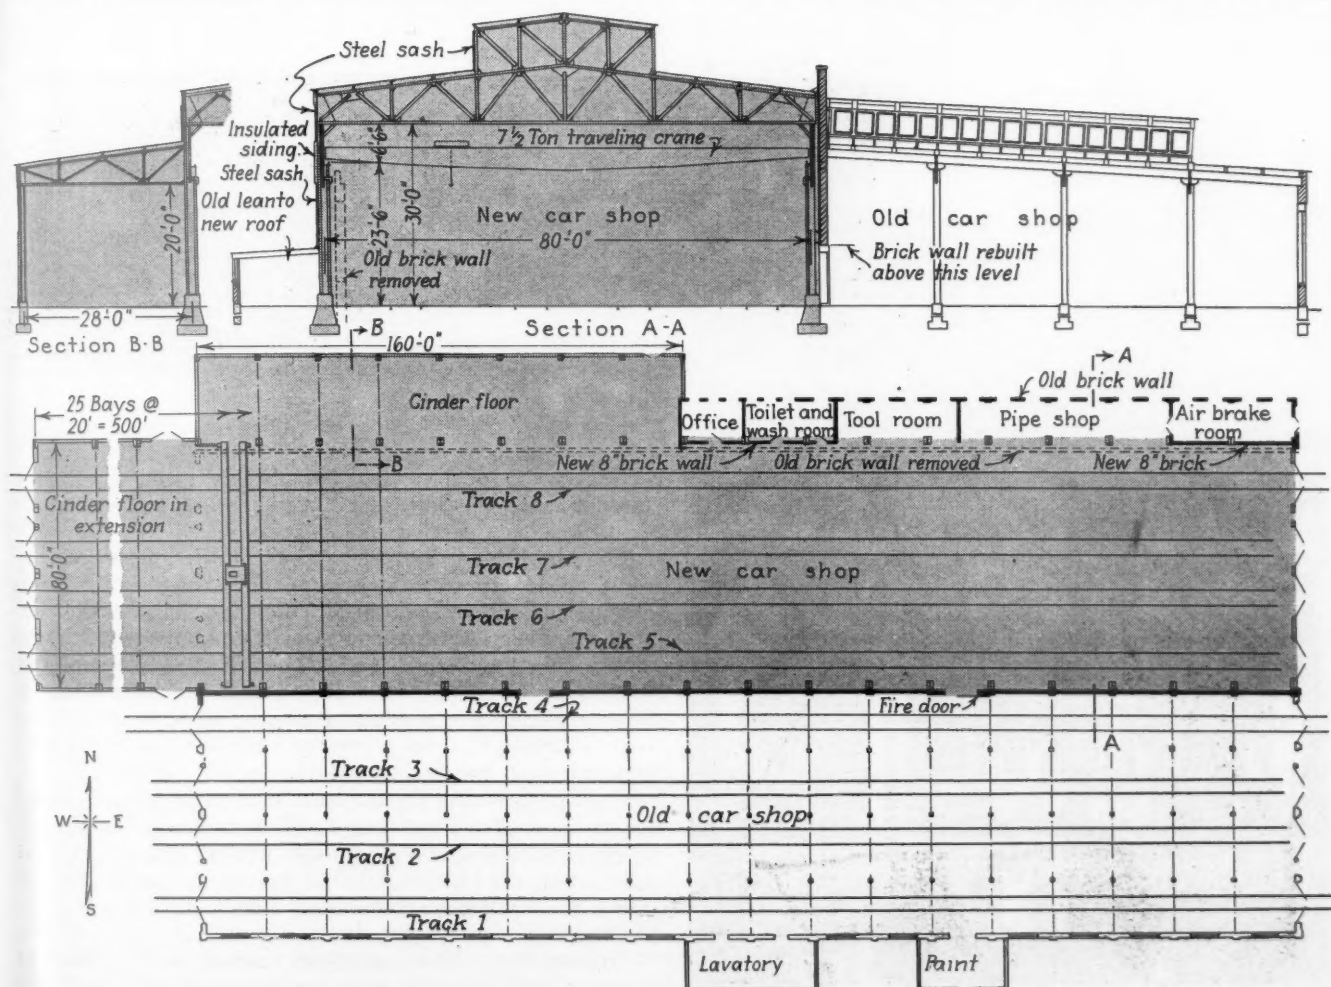 Steel sash
Insulated
siding
Steel sash
Old leanto
new roof
6'-6"
7½ Ton traveling crane
New car shop
80'-0"
23'-6"
30'-0"
Old brick wall
removed
Old car shop
Brick wall rebuilt
above this level
20'-0"
28'-0"
Section B-B
Section A-A
B
160'-0"
A
Old brick wall
25 Bays @
20' = 500'
Cinder floor
Office
Toilet and
wash room
Tool room
Pipe shop
Air brake
room
B
New 8" brick wall
Old brick wall removed
New 8" brick
Track 8
Cinder floor in
extension
80'-0"
Track 7
New car shop
Track 6
Track 5
Track 4
Fire door
A
N
W
E
S
Track 3
Old car shop
Track 2
Track 1
Lavatory
Paint